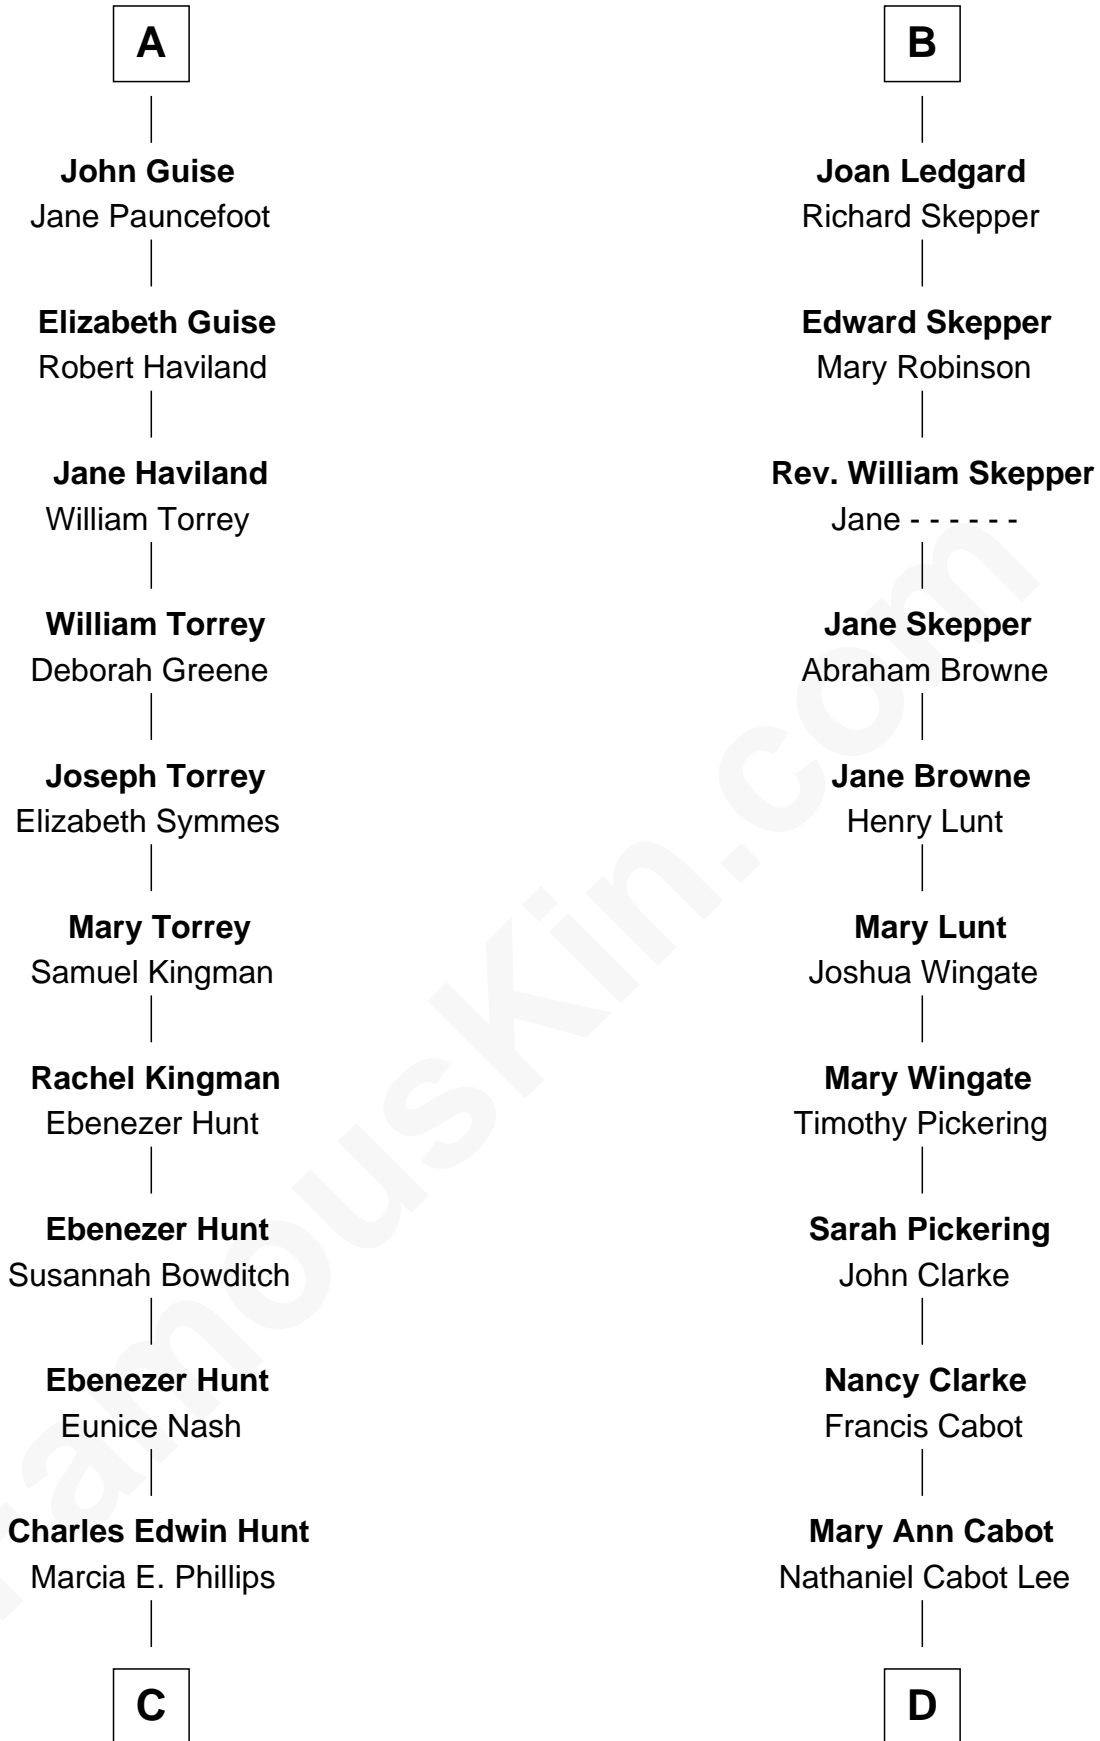 A
John Guise
Jane Pauncefoot
Elizabeth Guise
Robert Haviland
Jane Haviland
William Torrey
William Torrey
Deborah Greene
Joseph Torrey
Elizabeth Symmes
Mary Torrey
Samuel Kingman
Rachel Kingman
Ebenezer Hunt
Ebenezer Hunt
Susannah Bowditch
Ebenezer Hunt
Eunice Nash
Charles Edwin Hunt
Marcia E. Phillips
C
B
Joan Ledgard
Richard Skepper
Edward Skepper
Mary Robinson
Rev. William Skepper
Jane - - - - - -
Jane Skepper
Abraham Browne
Jane Browne
Henry Lunt
Mary Lunt
Joshua Wingate
Mary Wingate
Timothy Pickering
Sarah Pickering
John Clarke
Nancy Clarke
Francis Cabot
Mary Ann Cabot
Nathaniel Cabot Lee
D
FamousKin.com